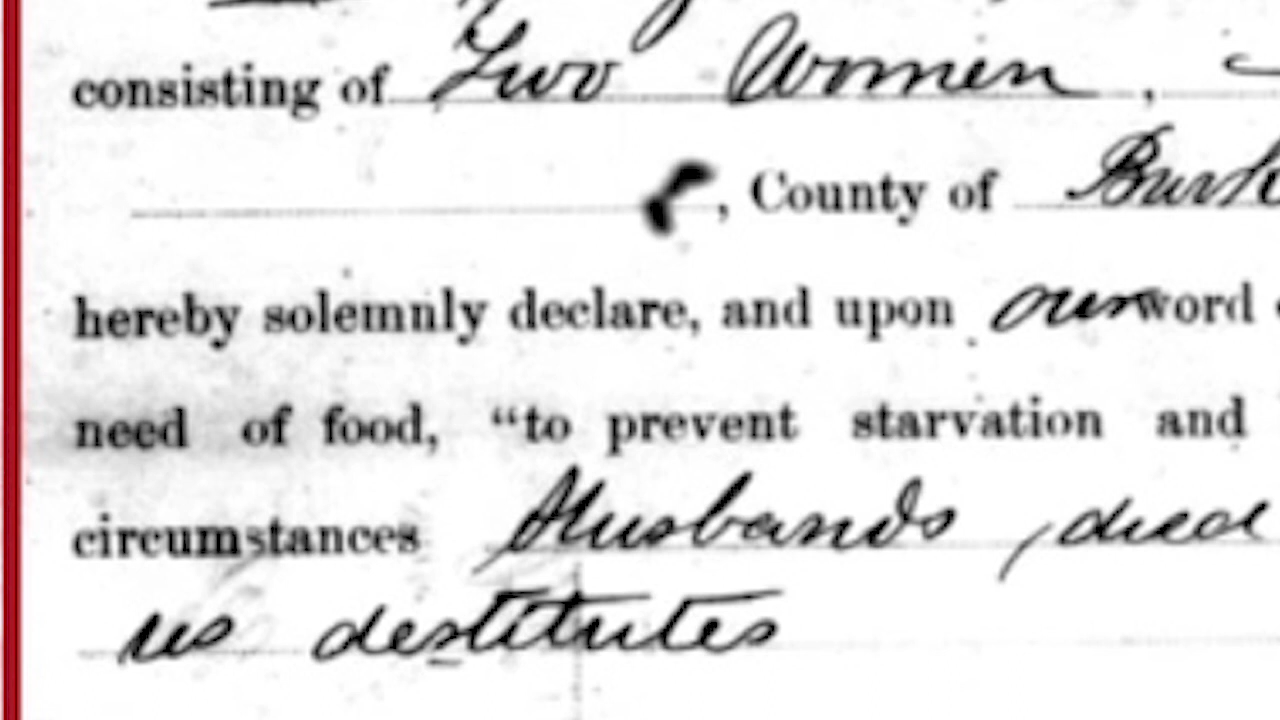 consisting of Two Women,
, County of
hereby solemnly declare, and upon our word
need of food, "to prevent starvation and
circumstances Husbands, died
us destitutes